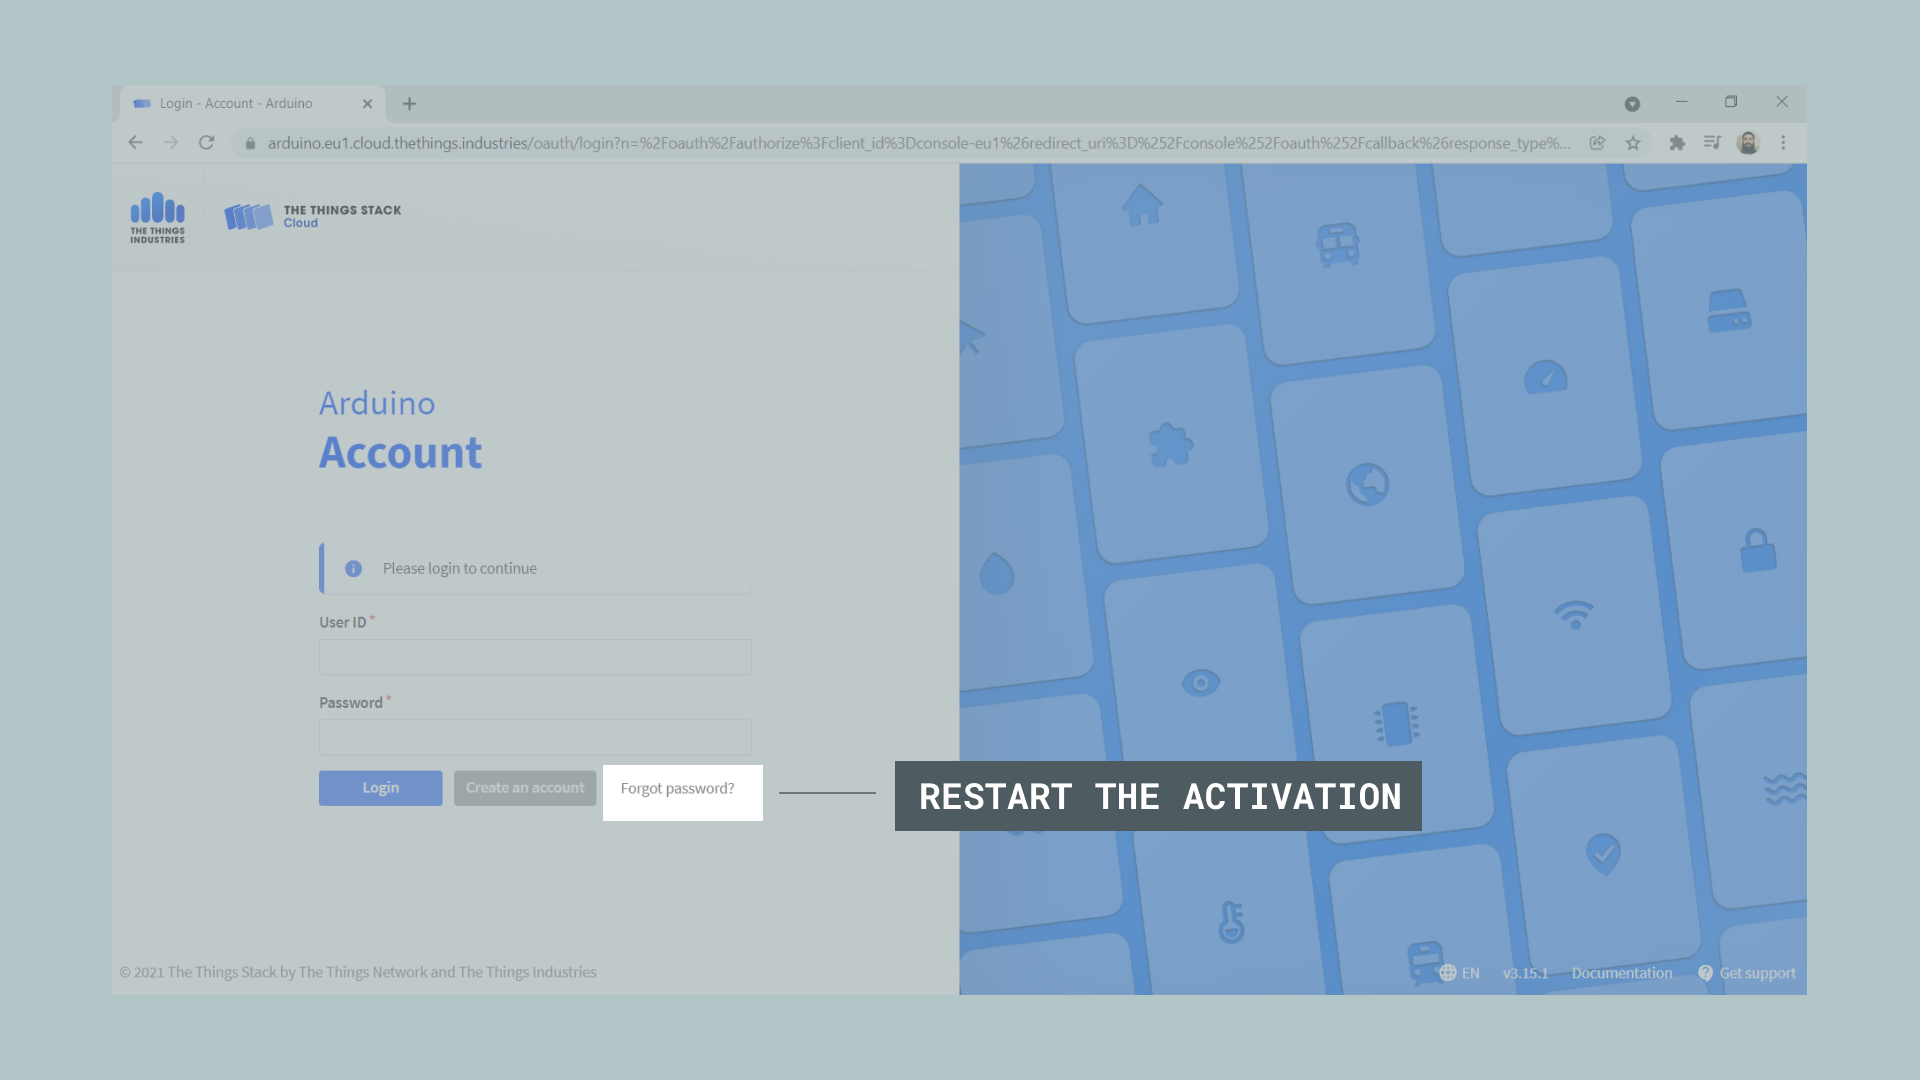 Login - Account - Arduino
arduino.eu1.cloud.thethings.industries/oauth/login?n=%2Foauth%2Fauthorize%3Fclient_id%3Dconsole-eu1%26redirect_uri%3D%252Fconsole%252Foauth%252Fcallback%26response_type%...
THE THINGS
INDUSTRIES
THE THINGS STACK
Cloud
Arduino
Account
Please login to continue
User ID *
Password *
Login
Create an account
Forgot password?
RESTART THE ACTIVATION
© 2021 The Things Stack by The Things Network and The Things Industries
EN
v3.15.1
Documentation
Get support